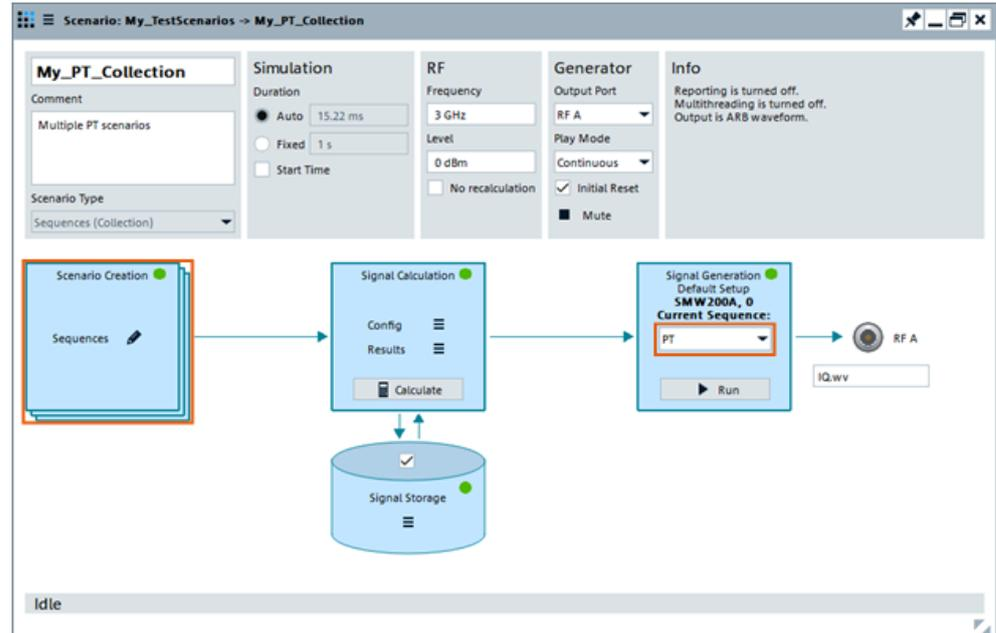 Scenario: My_TestScenarios -> My_PT_Collection
My_PT_Collection
Comment
Multiple PT scenarios
Scenario Type
Sequences (Collection)
Simulation
Duration
Auto 15.22 ms
Fixed 1 s
Start Time
RF
Frequency
3 GHz
Level
0 dBm
No recalculation
Generator
Output Port
RF A
Play Mode
Continuous
Initial Reset
Mute
Info
Reporting is turned off.
Multithreading is turned off.
Output is ARB waveform.
Scenario Creation
Sequences
Signal Calculation
Config
Results
Calculate
Signal Storage
Signal Generation
Default Setup
SMW200A, 0
Current Sequence:
PT
Run
RF A
IQ.wv
Idle